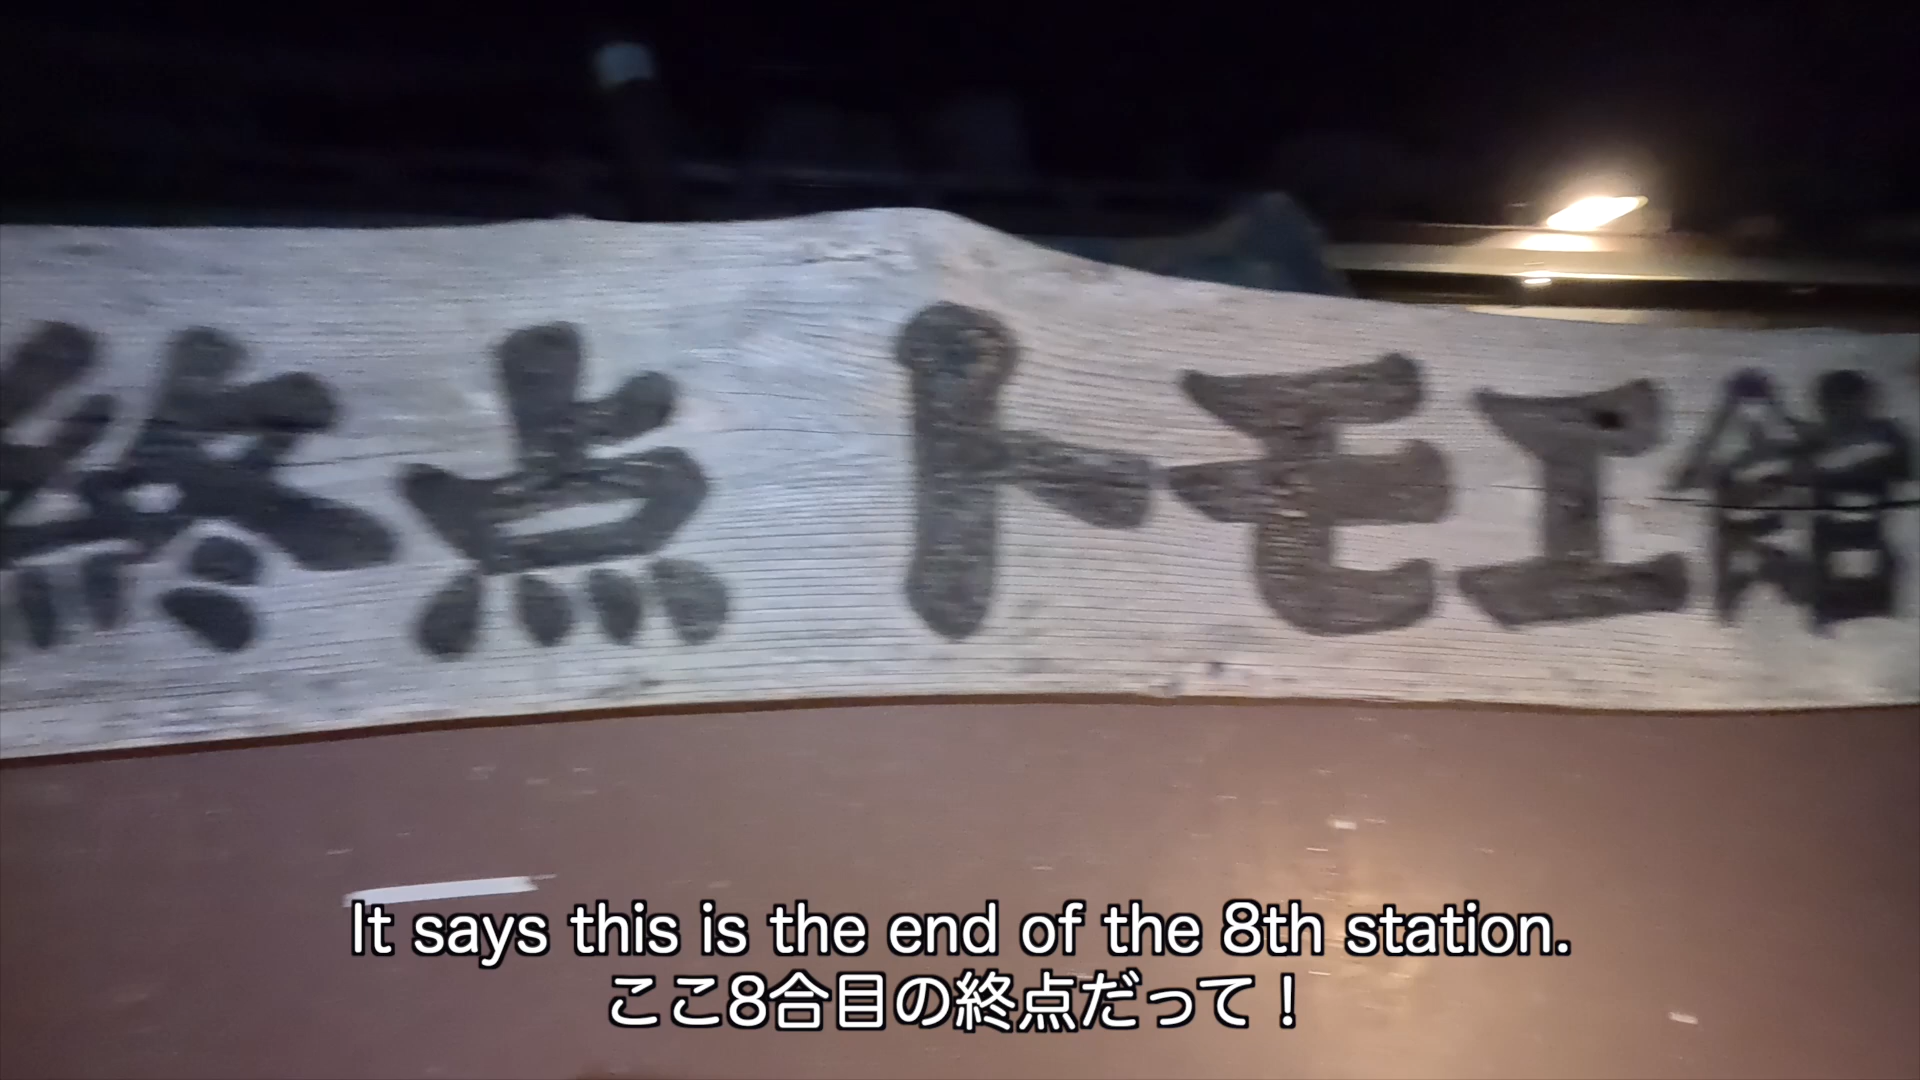 終点 トモエ館
It says this is the end of the 8th station.
ここ8合目の終点だって！